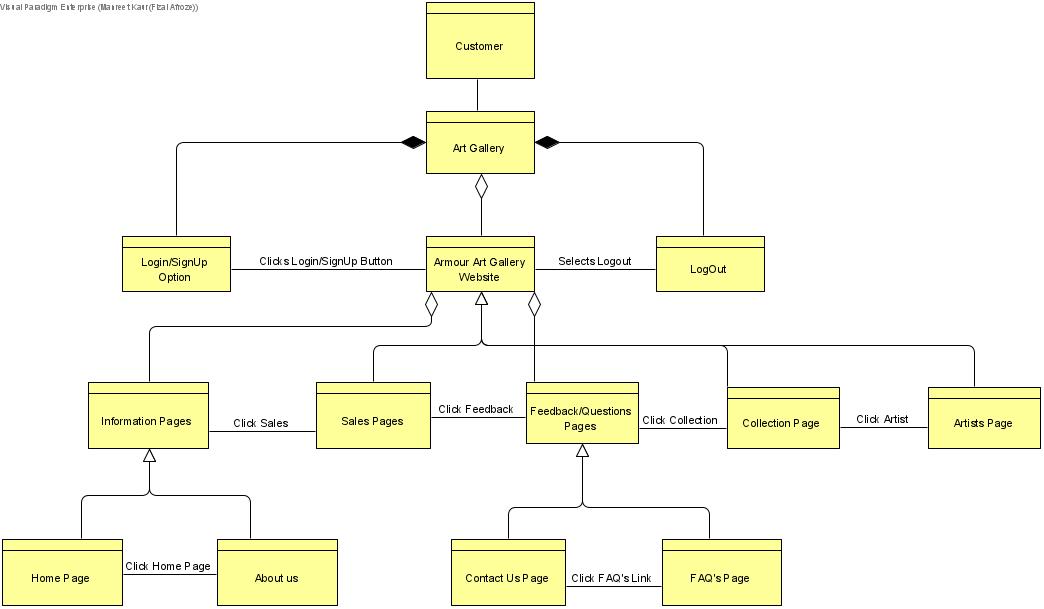 Visual Paradigm Enterprise (Manreet Kaur(Fizal Afroze))
Customer
Art Gallery
Login/SignUp
Option
Clicks Login/SignUp Button
Armour Art Gallery
Website
Selects Logout
LogOut
Information Pages
Click Sales
Sales Pages
Click Feedback
Feedback/Questions
Pages
Click Collection
Collection Page
Click Artist
Artists Page
Home Page
Click Home Page
About us
Contact Us Page
Click FAQ's Link
FAQ's Page